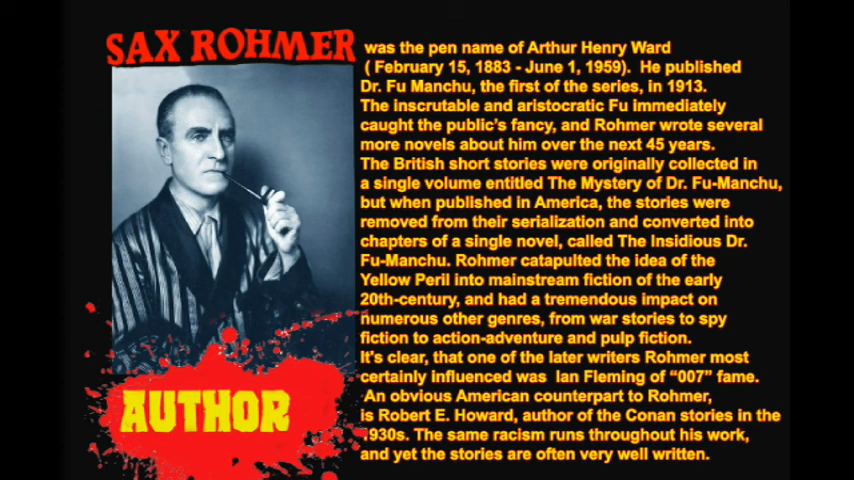 SAX ROHMER
was the pen name of Arthur Henry Ward
( February 15, 1883 - June 1, 1959). He published
Dr. Fu Manchu, the first of the series, in 1913.
The inscrutable and aristocratic Fu immediately
caught the public's fancy, and Rohmer wrote several
more novels about him over the next 45 years.
The British short stories were originally collected in
a single volume entitled The Mystery of Dr. Fu-Manchu,
but when published in America, the stories were
removed from their serialization and converted into
chapters of a single novel, called The Insidious Dr.
Fu-Manchu. Rohmer catapulted the idea of the
Yellow Peril into mainstream fiction of the early
20th-century, and had a tremendous impact on
numerous other genres, from war stories to spy
fiction to action-adventure and pulp fiction.
It's clear, that one of the later writers Rohmer most
certainly influenced was Ian Fleming of “007” fame.
An obvious American counterpart to Rohmer,
is Robert E. Howard, author of the Conan stories in the
1930s. The same racism runs throughout his work,
and yet the stories are often very well written.
AUTHOR